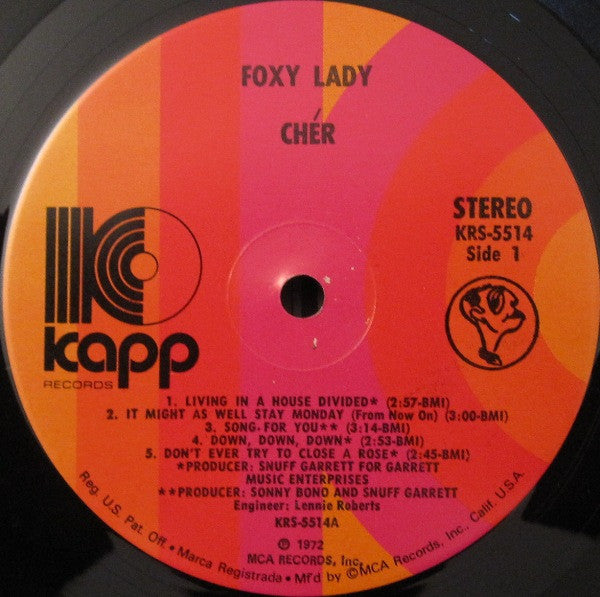 FOXY LADY
CHÉR
STEREO
KRS-5514
Side 1
kapp
RECORDS
1. LIVING IN A HOUSE DIVIDED* (2:57-BMI)
2. IT MIGHT AS WELL STAY MONDAY (From Now On) (3:00-BMI)
3. SONG-FOR YOU** (3:14-BMI)
4. DOWN, DOWN, DOWN* (2:53-BMI)
5. DON'T EVER TRY TO CLOSE A ROSE* (2:45-BMI)
*PRODUCER: SNUFF GARRETT FOR GARRETT
MUSIC ENTERPRISES
**PRODUCER: SONNY BONO AND SNUFF GARRETT
Engineer: Lennie Roberts
KRS-5514A
℗ 1972
MCA RECORDS, Inc.
Reg. U.S. Pat. Off. • Marca Registrada • Mf'd by ©MCA Records, Inc., Calif. U.S.A.